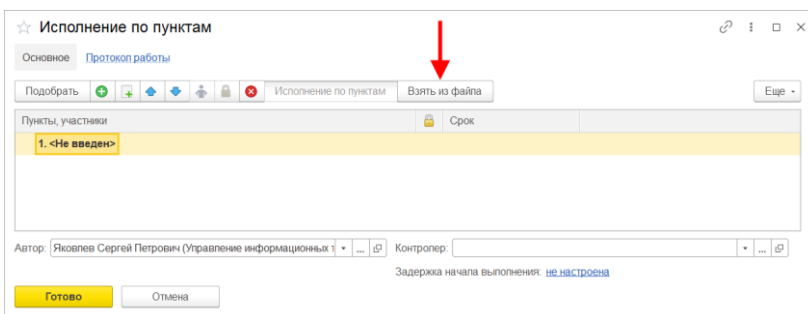 Исполнение по пунктам
Основное Протокол работы
Подобрать Исполнение по пунктам Взять из файла Еще
Пункты, участники Срок
1. <Не введен>
Автор: Яковлев Сергей Петрович (Управление информационных т ... Контролер: ...
Задержка начала выполнения: не настроена
Готово Отмена